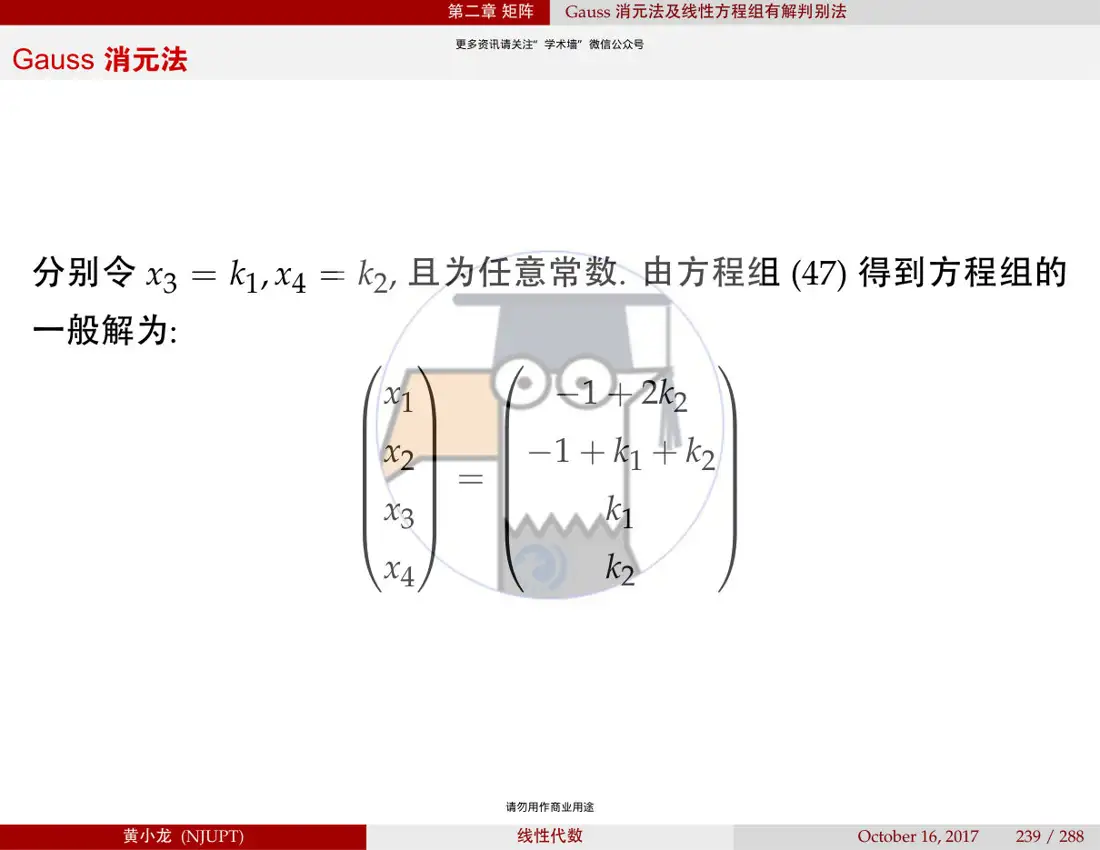 第二章 矩阵 Gauss 消元法及线性方程组有解判别法
更多资讯请关注“学术墙”微信公众号
Gauss 消元法
分别令 x₃ = k₁, x₄ = k₂, 且为任意常数. 由方程组 (47) 得到方程组的
一般解为:
x₁ −1 + 2k₂
x₂ −1 + k₁ + k₂
=
x₃ k₁
x₄ k₂
请勿用作商业用途
黄小龙 (NJUPT) 线性代数 October 16, 2017 239 / 288